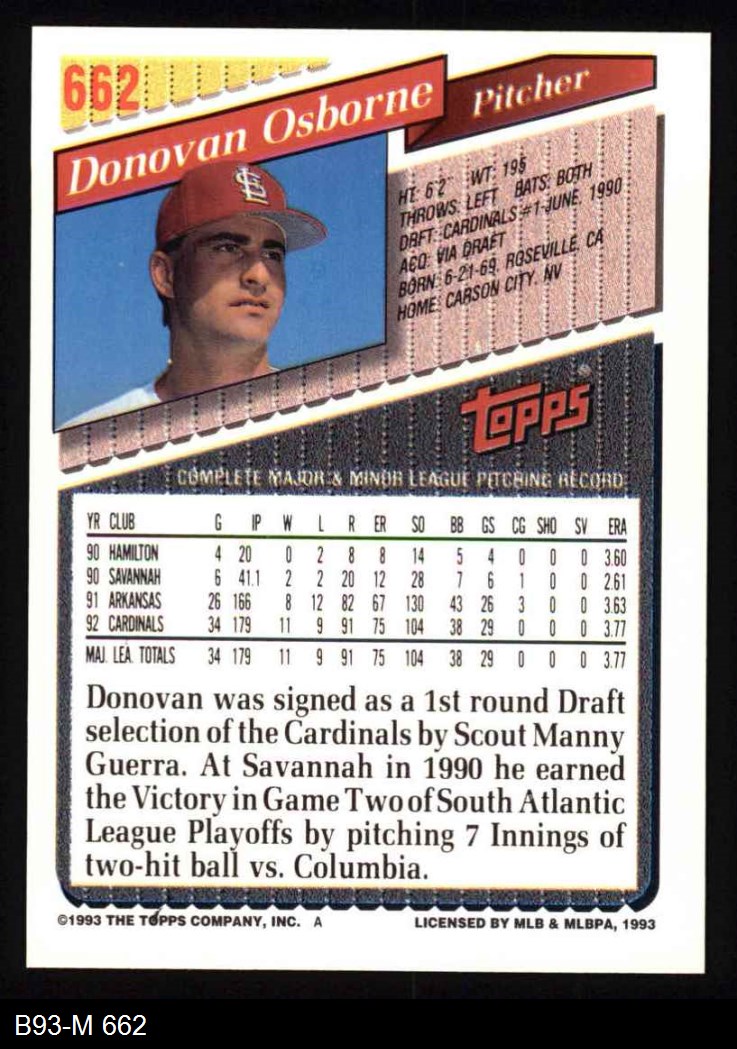 662
Donovan Osborne
Pitcher
HT: 6'2" WT: 195
THROWS: LEFT BATS: BOTH
DRFT: CARDINALS #1-JUNE, 1990
ACQ: VIA DRAFT
BORN: 6-21-69, ROSEVILLE, CA
HOME: CARSON CITY, NV
STL
Topps®
COMPLETE MAJOR & MINOR LEAGUE PITCHING RECORD
YR CLUB G IP W L R ER SO BB GS CG SHO SV ERA
90 HAMILTON 4 20 0 2 8 8 14 5 4 0 0 0 3.60
90 SAVANNAH 6 41.1 2 2 20 12 28 7 6 1 0 0 2.61
91 ARKANSAS 26 166 8 12 82 67 130 43 26 3 0 0 3.63
92 CARDINALS 34 179 11 9 91 75 104 38 29 0 0 0 3.77
MAJ. LEA. TOTALS 34 179 11 9 91 75 104 38 29 0 0 0 3.77
Donovan was signed as a 1st round Draft
selection of the Cardinals by Scout Manny
Guerra. At Savannah in 1990 he earned
the Victory in Game Two of South Atlantic
League Playoffs by pitching 7 Innings of
two-hit ball vs. Columbia.
©1993 THE TOPPS COMPANY, INC. A
LICENSED BY MLB & MLBPA, 1993
B93-M 662